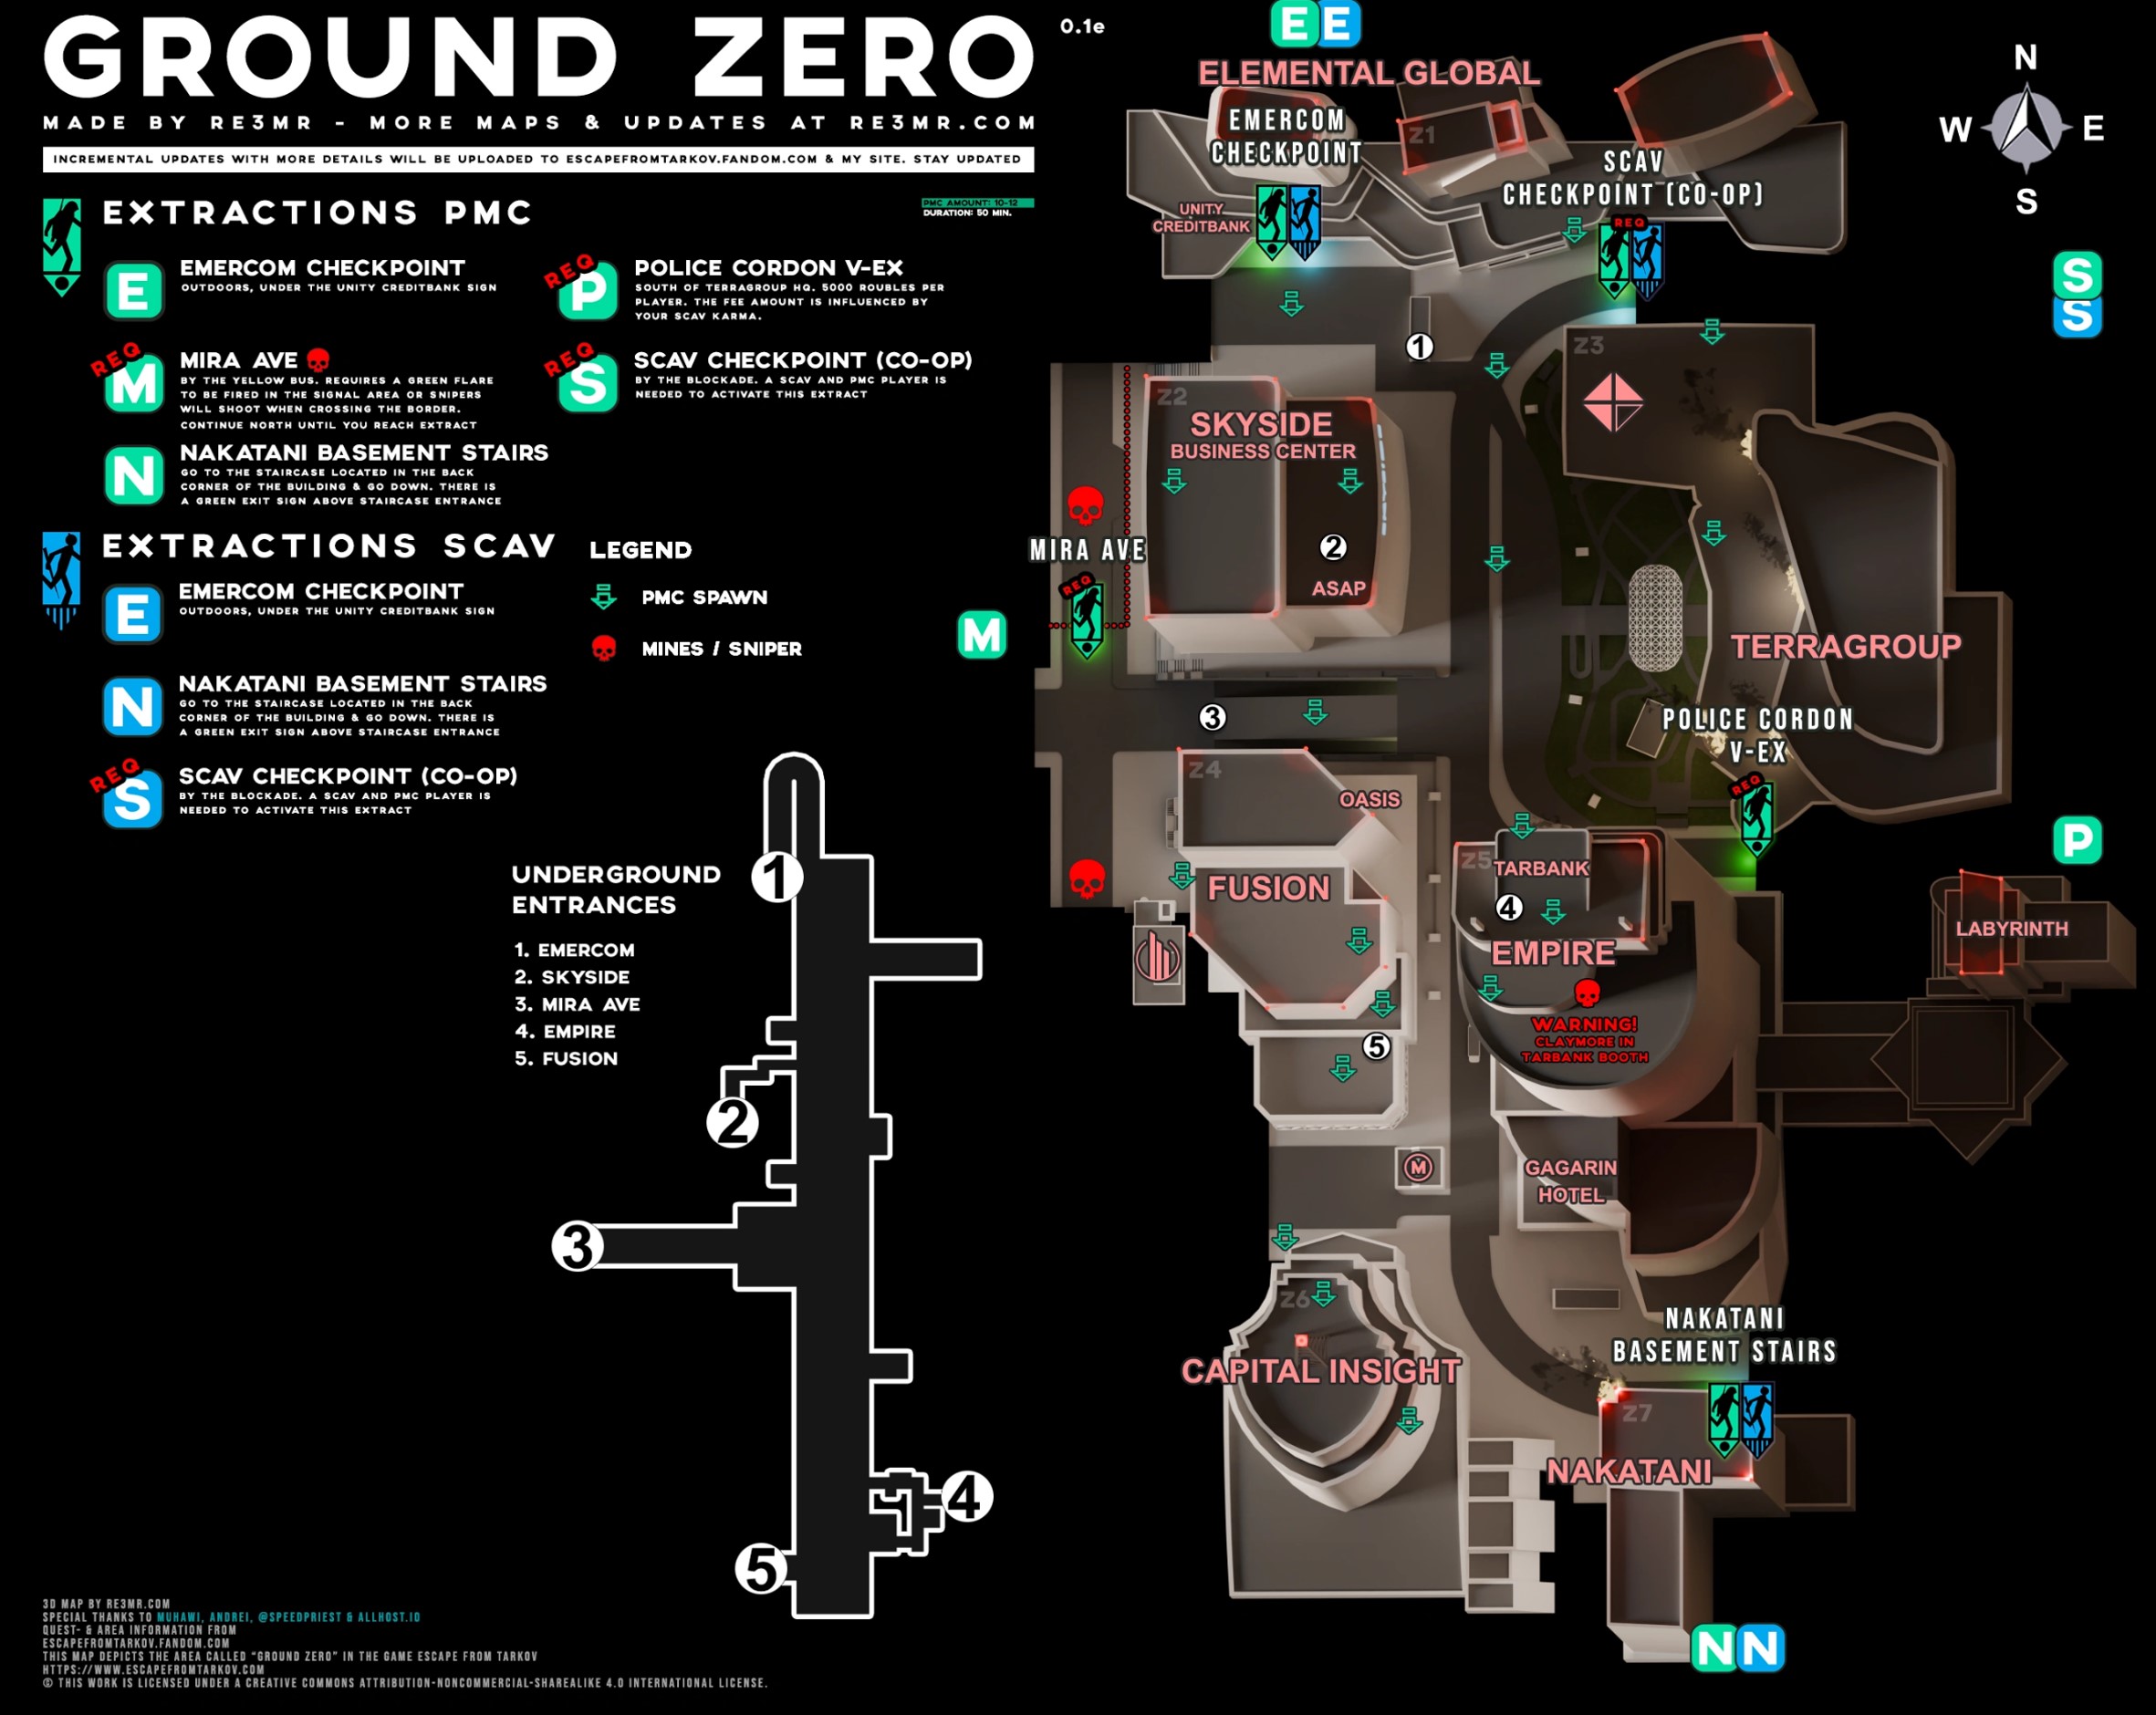 GROUND ZERO
MADE BY RE3MR - MORE MAPS & UPDATES AT RE3MR.COM
INCREMENTAL UPDATES WITH MORE DETAILS WILL BE UPLOADED TO ESCAPEFROMTARKOV.FANDOM.COM & MY SITE. STAY UPDATED
0.1e
EXTRACTIONS PMC
PMC AMOUNT: 10-12
DURATION: 50 MIN.
E
EMERCOM CHECKPOINT
OUTDOORS, UNDER THE UNITY CREDITBANK SIGN
REQ
M
MIRA AVE
BY THE YELLOW BUS. REQUIRES A GREEN FLARE
TO BE FIRED IN THE SIGNAL AREA OR SNIPERS
WILL SHOOT WHEN CROSSING THE BORDER.
CONTINUE NORTH UNTIL YOU REACH EXTRACT
N
NAKATANI BASEMENT STAIRS
GO TO THE STAIRCASE LOCATED IN THE BACK
CORNER OF THE BUILDING & GO DOWN. THERE IS
A GREEN EXIT SIGN ABOVE STAIRCASE ENTRANCE
REQ
P
POLICE CORDON V-EX
SOUTH OF TERRAGROUP HQ. 5000 ROUBLES PER
PLAYER. THE FEE AMOUNT IS INFLUENCED BY
YOUR SCAV KARMA.
REQ
S
SCAV CHECKPOINT (CO-OP)
BY THE BLOCKADE. A SCAV AND PMC PLAYER IS
NEEDED TO ACTIVATE THIS EXTRACT
EXTRACTIONS SCAV
E
EMERCOM CHECKPOINT
OUTDOORS, UNDER THE UNITY CREDITBANK SIGN
N
NAKATANI BASEMENT STAIRS
GO TO THE STAIRCASE LOCATED IN THE BACK
CORNER OF THE BUILDING & GO DOWN. THERE IS
A GREEN EXIT SIGN ABOVE STAIRCASE ENTRANCE
REQ
S
SCAV CHECKPOINT (CO-OP)
BY THE BLOCKADE. A SCAV AND PMC PLAYER IS
NEEDED TO ACTIVATE THIS EXTRACT
LEGEND
PMC SPAWN
MINES / SNIPER
UNDERGROUND
ENTRANCES
1. EMERCOM
2. SKYSIDE
3. MIRA AVE
4. EMPIRE
5. FUSION
1
2
3
4
5
3D MAP BY RE3MR.COM
SPECIAL THANKS TO MUHAWI, ANDREI, @SPEEDPRIEST & ALLHOST.IO
QUEST- & AREA INFORMATION FROM
ESCAPEFROMTARKOV.FANDOM.COM
THIS MAP DEPICTS THE AREA CALLED "GROUND ZERO" IN THE GAME ESCAPE FROM TARKOV
HTTPS://WWW.ESCAPEFROMTARKOV.COM
© THIS WORK IS LICENSED UNDER A CREATIVE COMMONS ATTRIBUTION-NONCOMMERCIAL-SHAREALIKE 4.0 INTERNATIONAL LICENSE.
E E
ELEMENTAL GLOBAL
EMERCOM
CHECKPOINT
Z1
UNITY
CREDITBANK
SCAV
CHECKPOINT (CO-OP)
REQ
N
W E
S
S
S
1
Z3
Z2
SKYSIDE
BUSINESS CENTER
2
ASAP
MIRA AVE
REQ
M
TERRAGROUP
3
POLICE CORDON
V-EX
REQ
P
Z4
OASIS
FUSION
Z5
TARBANK
4
EMPIRE
WARNING!
CLAYMORE IN
TARBANK BOOTH
LABYRINTH
5
M
GAGARIN
HOTEL
Z6
CAPITAL INSIGHT
NAKATANI
BASEMENT STAIRS
Z7
NAKATANI
N N